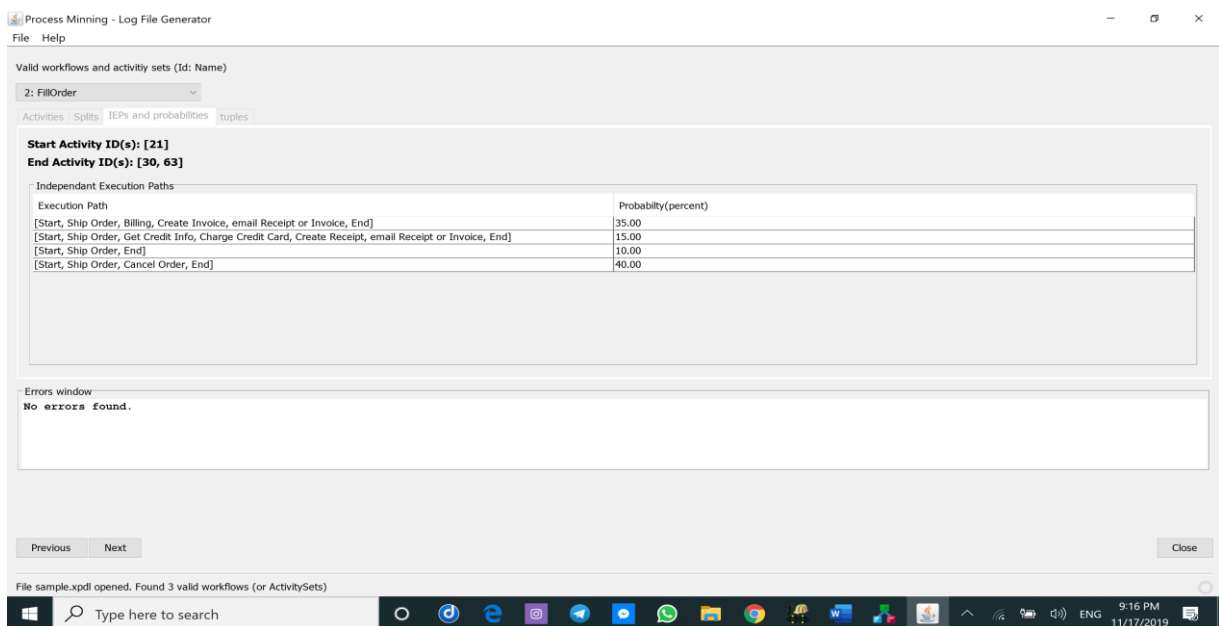 Process Minning - Log File Generator
File Help
Valid workflows and activitiy sets (Id: Name)
2: FillOrder
Activities Splits IEPs and probabilities tuples
Start Activity ID(s): [21]
End Activity ID(s): [30, 63]
Independant Execution Paths
Execution Path Probabilty(percent)
[Start, Ship Order, Billing, Create Invoice, email Receipt or Invoice, End] 35.00
[Start, Ship Order, Get Credit Info, Charge Credit Card, Create Receipt, email Receipt or Invoice, End] 15.00
[Start, Ship Order, End] 10.00
[Start, Ship Order, Cancel Order, End] 40.00
Errors window
No errors found.
Previous Next Close
File sample.xpdl opened. Found 3 valid workflows (or ActivitySets)
Type here to search ENG 9:16 PM
11/17/2019